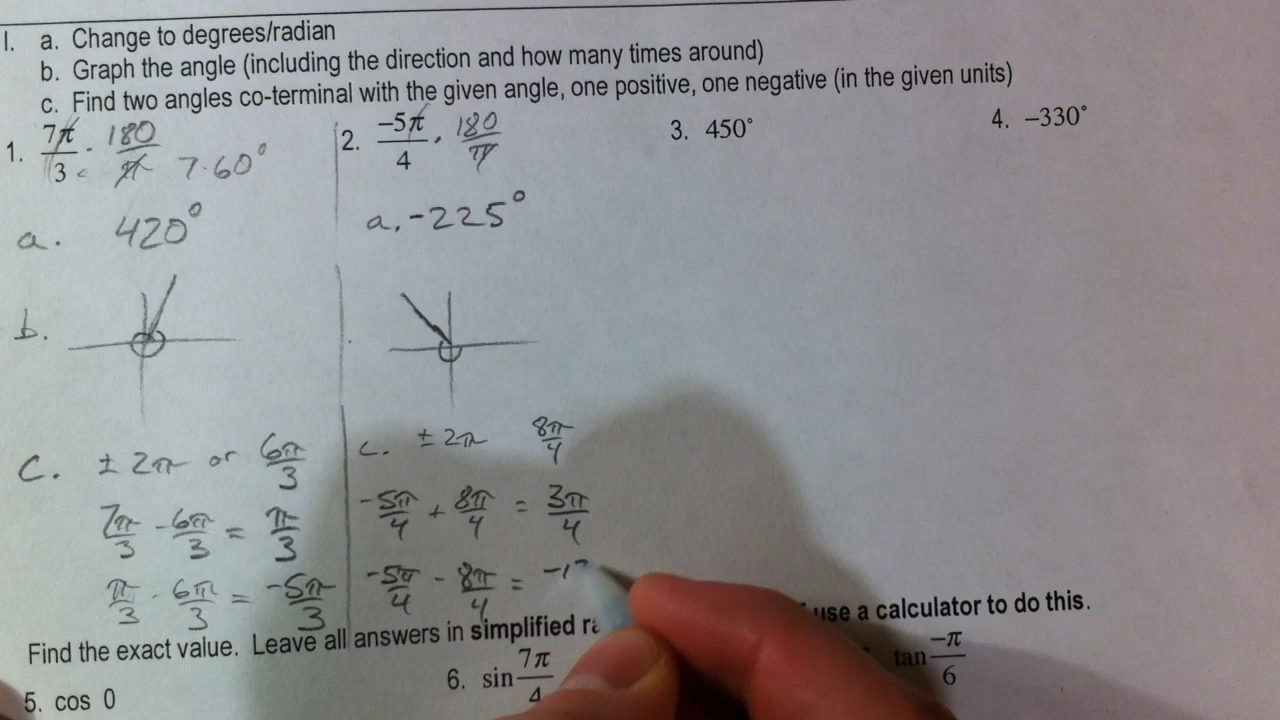 I. a. Change to degrees/radian
b. Graph the angle (including the direction and how many times around)
c. Find two angles co-terminal with the given angle, one positive, one negative (in the given units)
1. 7π/3 · 180/π 7·60°
a. 420°
b.
C. ± 2π or 6π/3
7π/3 - 6π/3 = π/3
π/3 - 6π/3 = -5π/3
2. -5π/4 · 180/π
a. -225°
c. ± 2π 8π/4
-5π/4 + 8π/4 = 3π/4
-5π/4 - 8π/4 =
3. 450°
4. -330°
Find the exact value. Leave all answers in simplified use a calculator to do this.
5. cos 0
6. sin 7π/4
tan -π/6